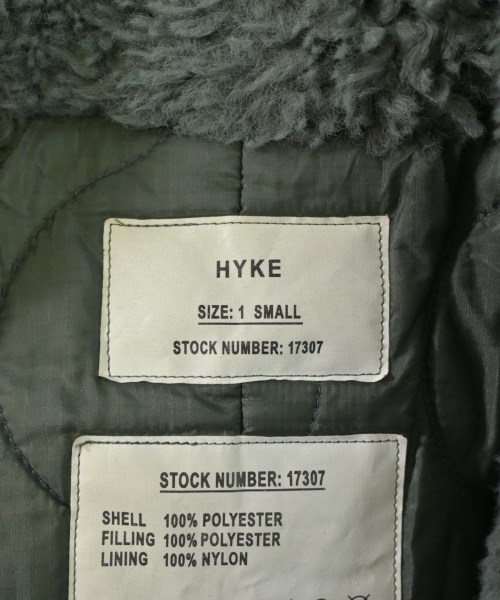 HYKE
SIZE: 1 SMALL
STOCK NUMBER: 17307
STOCK NUMBER: 17307
SHELL 100% POLYESTER
FILLING 100% POLYESTER
LINING 100% NYLON